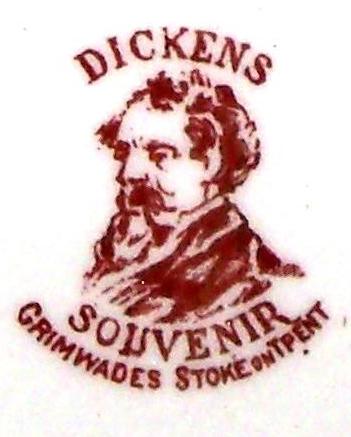 DICKENS
SOUVENIR
GRIMWADES STOKE ON TRENT